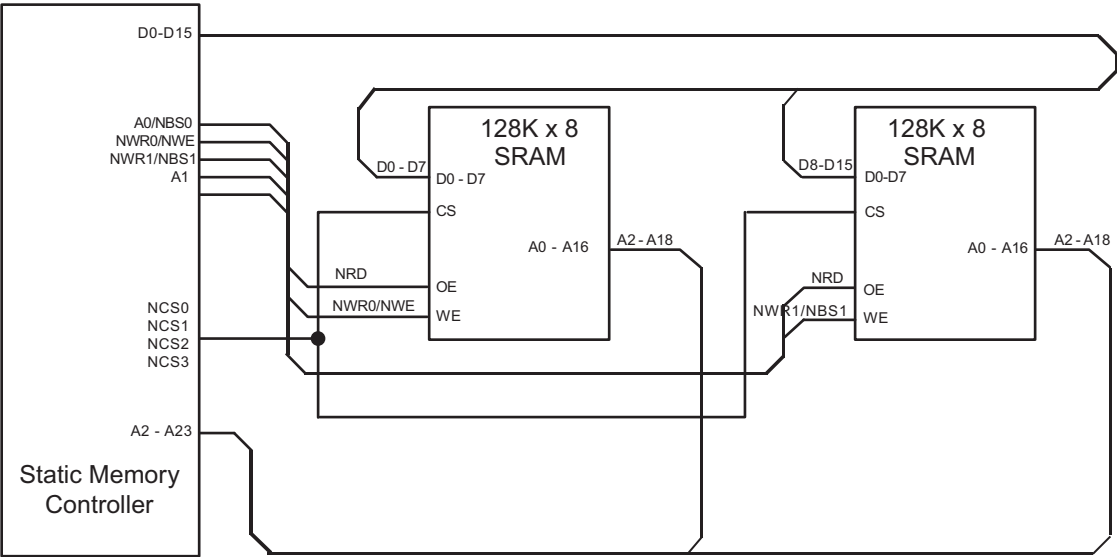 D0-D15
A0/NBS0
NWR0/NWE
NWR1/NBS1
A1
NCS0
NCS1
NCS2
NCS3
A2 - A23
Static Memory
Controller
128K x 8
SRAM
D0 - D7
D0 - D7
CS
A0 - A16
A2 - A18
NRD
OE
NWR0/NWE
WE
128K x 8
SRAM
D8-D15
D0-D7
CS
A0 - A16
A2 - A18
NRD
OE
NWR1/NBS1
WE